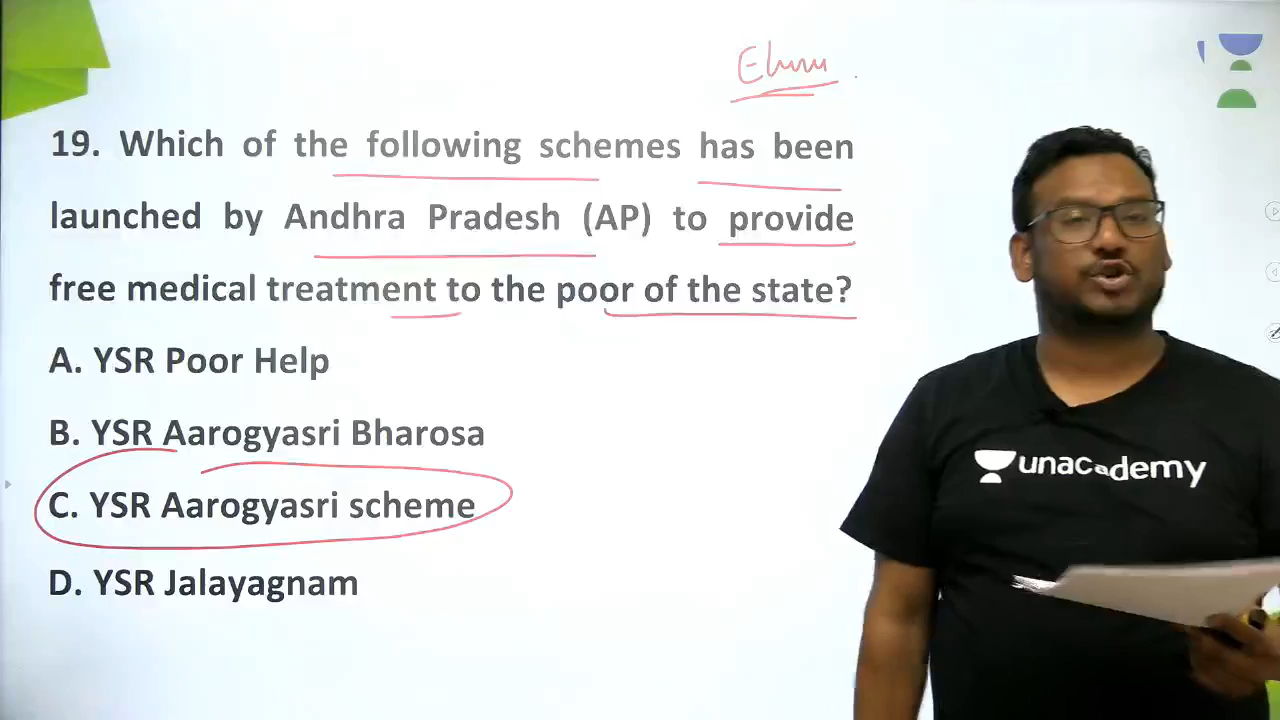 Eluru
19. Which of the following schemes has been
launched by Andhra Pradesh (AP) to provide
free medical treatment to the poor of the state?
A. YSR Poor Help
B. YSR Aarogyasri Bharosa
C. YSR Aarogyasri scheme
D. YSR Jalayagnam
unacademy